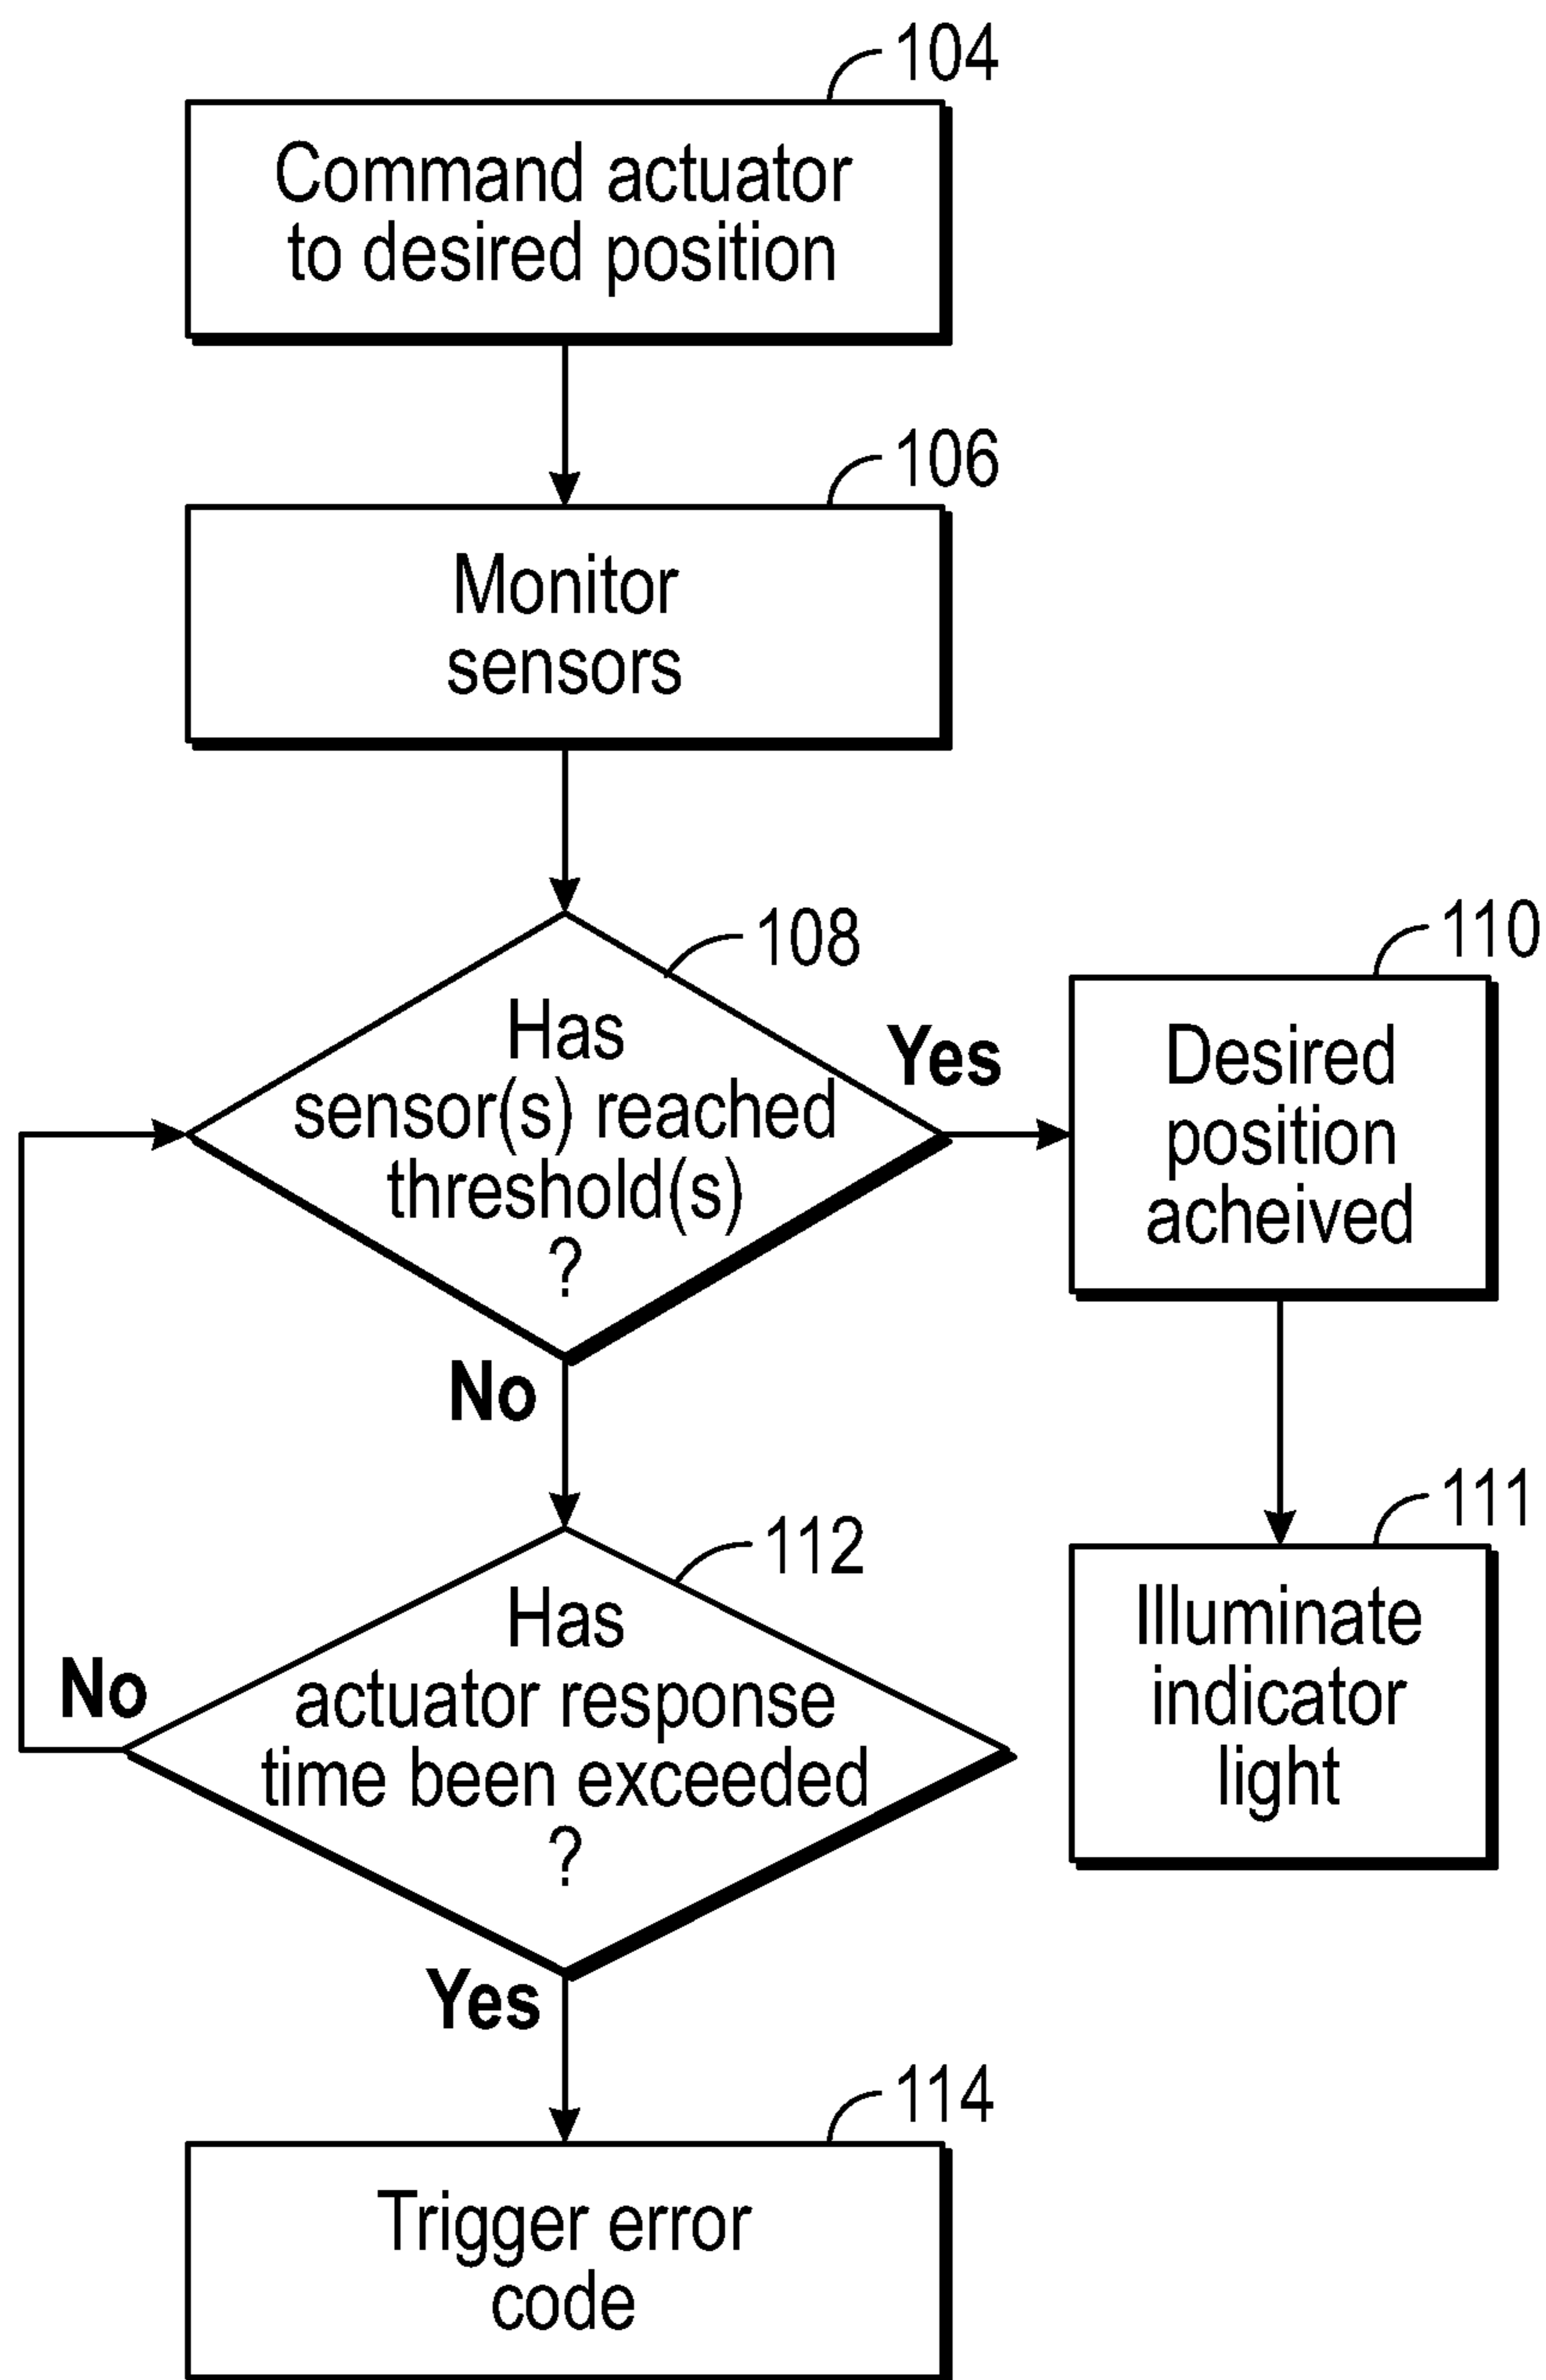 104
Command actuator
to desired position
106
Monitor
sensors
108
Has
sensor(s) reached
threshold(s)
?
Yes
110
Desired
position
acheived
No
111
Illuminate
indicator
light
112
Has
actuator response
time been exceeded
?
No
Yes
114
Trigger error
code